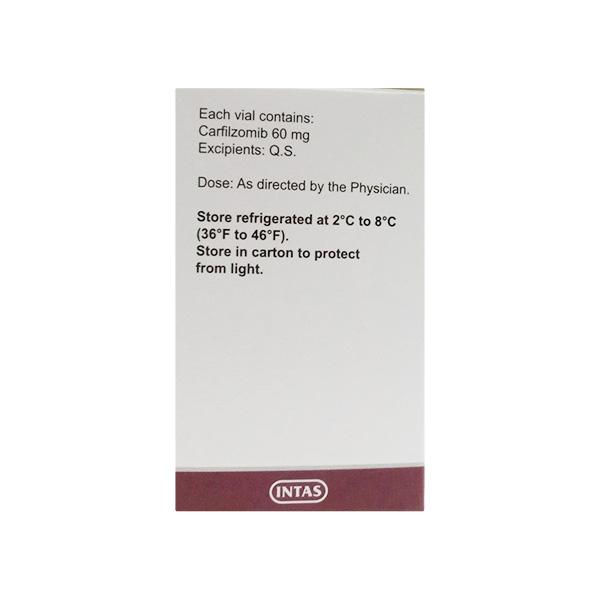 Each vial contains:
Carfilzomib 60 mg
Excipients: Q.S.
Dose: As directed by the Physician.
Store refrigerated at 2°C to 8°C
(36°F to 46°F).
Store in carton to protect
from light.
INTAS